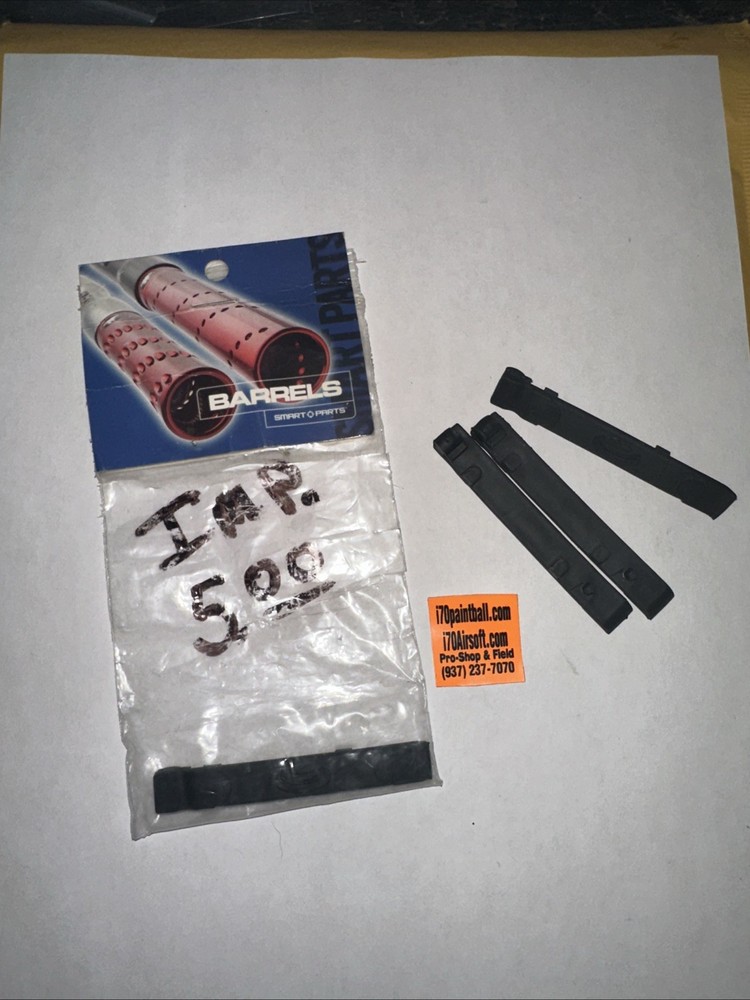 SMART PARTS
BARRELS
SMART PARTS
IMP.
5.00
i70paintball.com
i70Airsoft.com
Pro-Shop & Field
(937) 237-7070